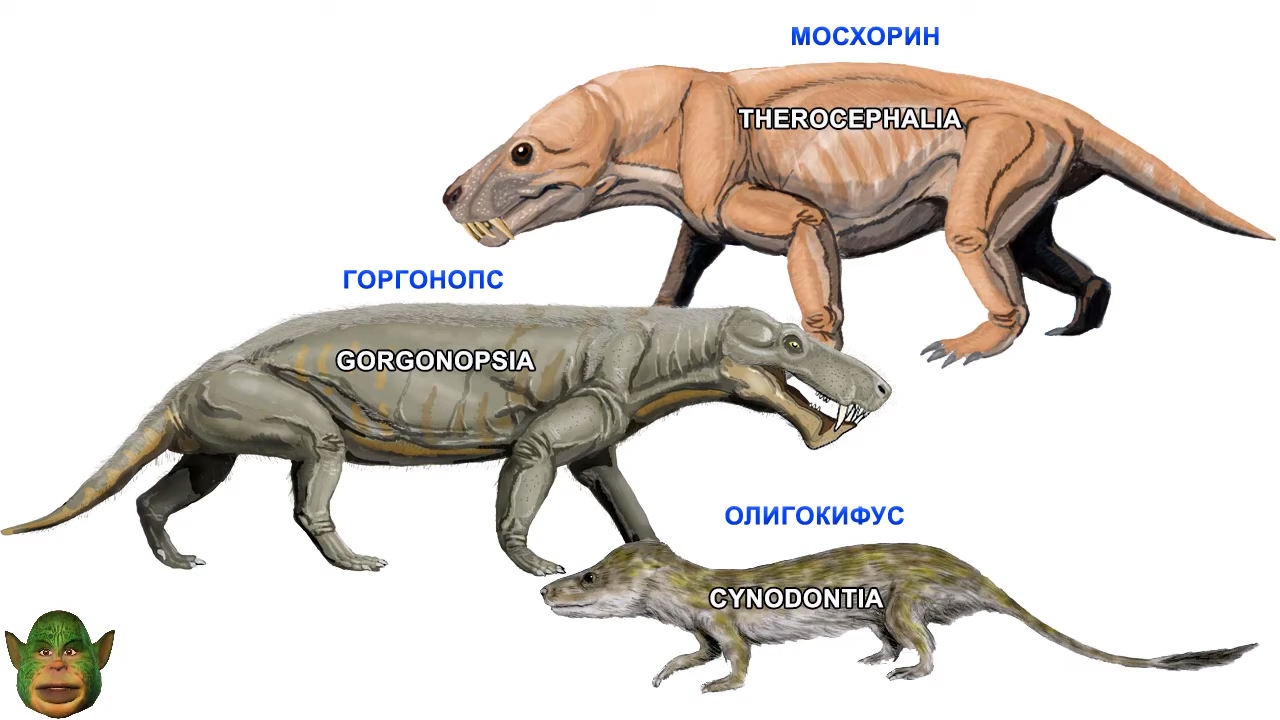 МОСХОРИН
THEROCEPHALIA
ГОРГОНОПС
GORGONOPSIA
ОЛИГОКИФУС
CYNODONTIA